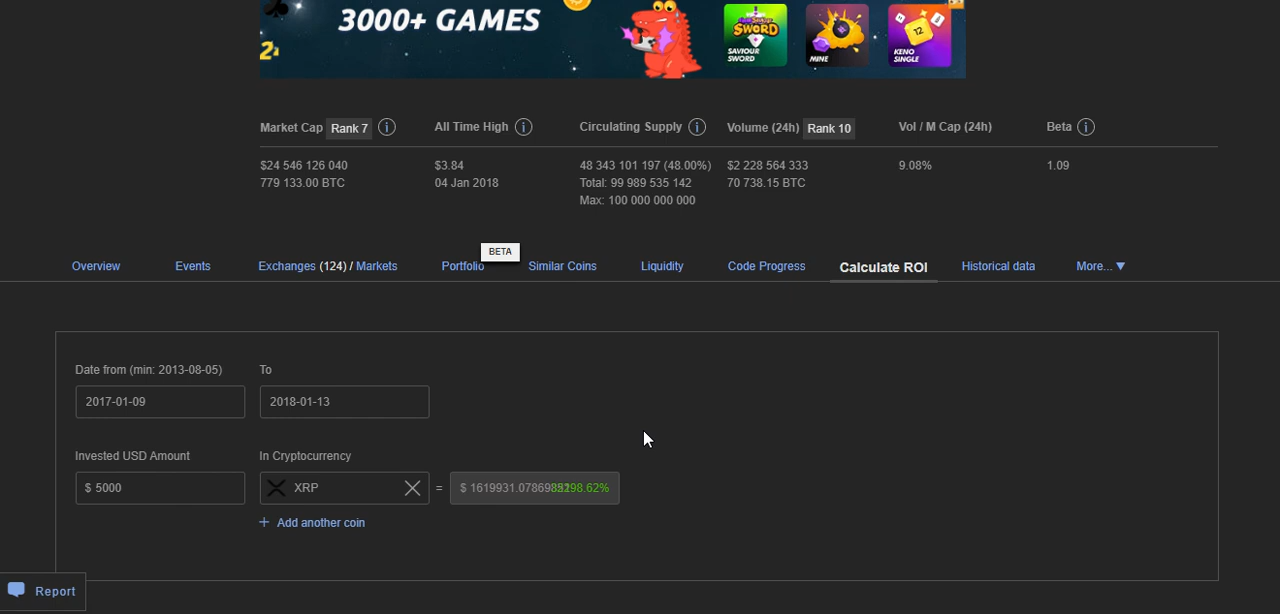 3000+ GAMES
SAVIOUR SWORD
MINE
12
KENO SINGLE
Market Cap Rank 7 All Time High Circulating Supply Volume (24h) Rank 10 Vol / M Cap (24h) Beta
$24 546 126 040 $3.84 48 343 101 197 (48.00%) $2 228 564 333 9.08% 1.09
779 133.00 BTC 04 Jan 2018 Total: 99 989 535 142 70 738.15 BTC
Max: 100 000 000 000
BETA
Overview Events Exchanges (124) / Markets Portfolio Similar Coins Liquidity Code Progress Calculate ROI Historical data More... ▼
Date from (min: 2013-08-05) To
2017-01-09 2018-01-13
Invested USD Amount In Cryptocurrency
$ 5000 XRP =
+ Add another coin
Report